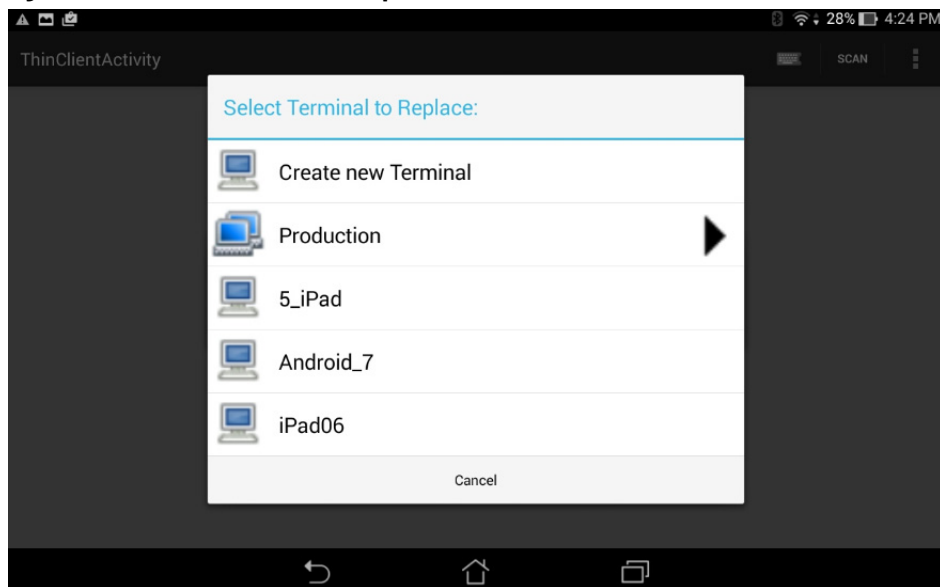 28% 4:24 PM
ThinClientActivity
SCAN
Select Terminal to Replace:
Create new Terminal
Production
5_iPad
Android_7
iPad06
Cancel